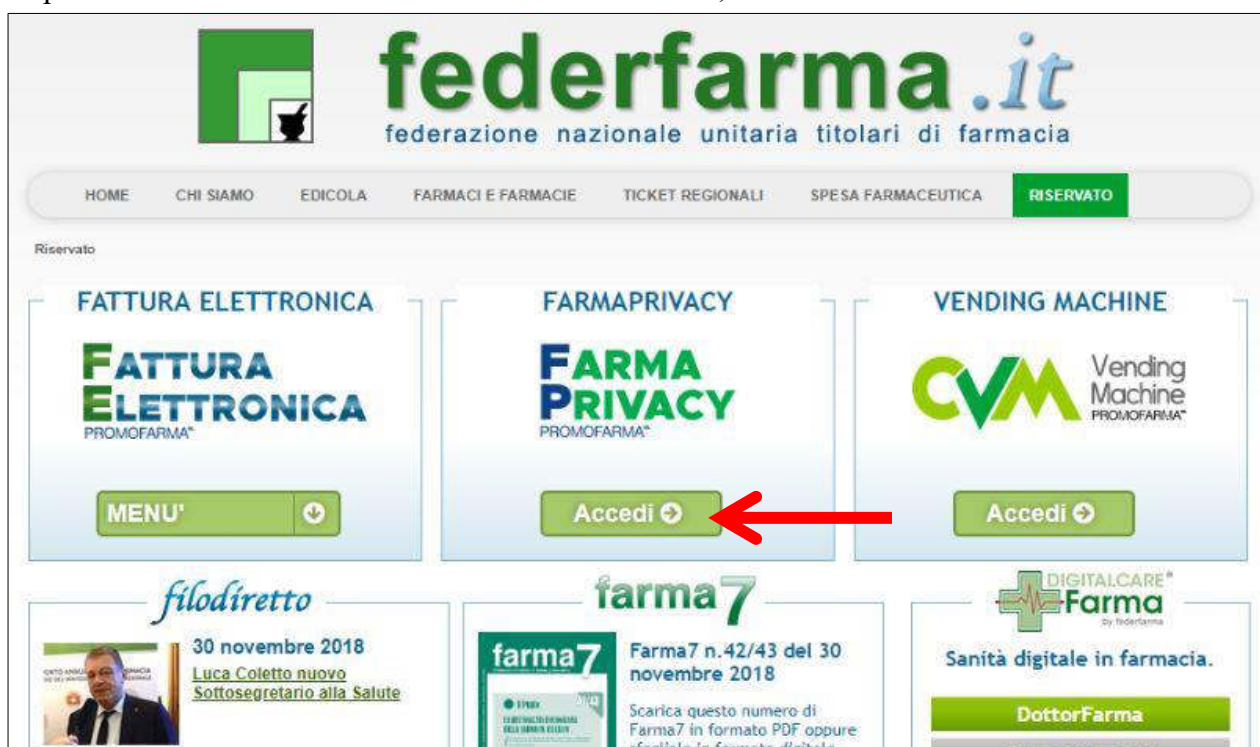 federfarma.it
federazione nazionale unitaria titolari di farmacia
HOME CHI SIAMO EDICOLA FARMACI E FARMACIE TICKET REGIONALI SPESA FARMACEUTICA RISERVATO
Riservato
FATTURA ELETTRONICA
FATTURA
ELETTRONICA
PROMOFARMA
MENU'
FARMAPRIVACY
FARMA
PRIVACY
PROMOFARMA
Accedi
VENDING MACHINE
CVM Vending
Machine
PROMOFARMA
Accedi
filodiretto
30 novembre 2018
Luca Coletto nuovo
Sottosegretario alla Salute
farma7
farma7
Farma7 n.42/43 del 30
novembre 2018
Scarica questo numero di
Farma7 in formato PDF oppure
DIGITALCARE®
Farma
by federfarma
Sanità digitale in farmacia.
DottorFarma